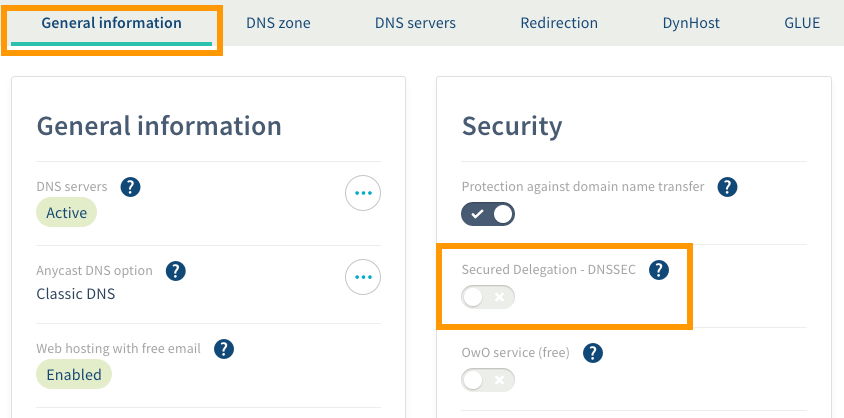 General information
DNS zone
DNS servers
Redirection
DynHost
GLUE
General information
DNS servers ?
Active
Anycast DNS option ?
Classic DNS
Web hosting with free email ?
Enabled
Security
Protection against domain name transfer ?
Secured Delegation - DNSSEC ?
OwO service (free) ?